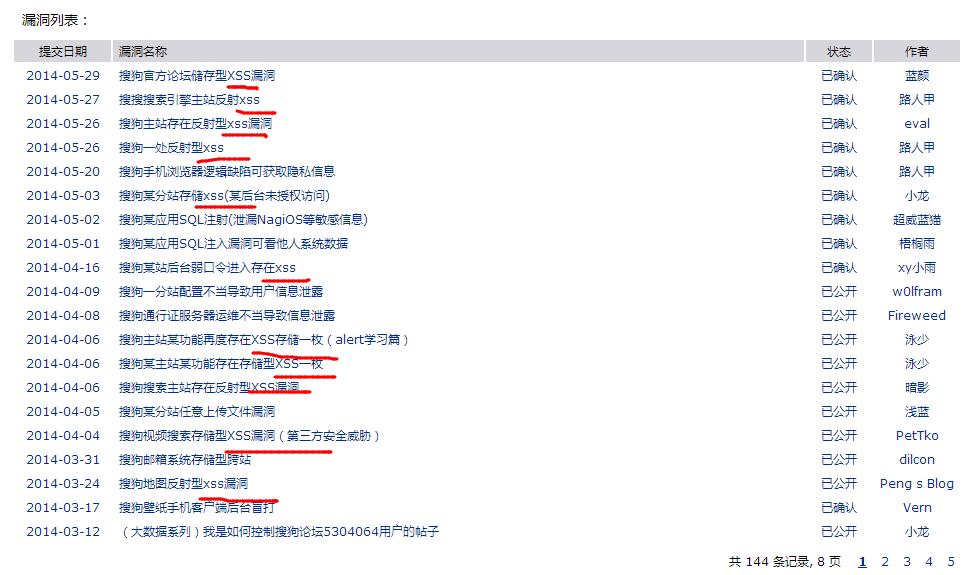 漏洞列表：
提交日期 漏洞名称 状态 作者
2014-05-29 搜狗官方论坛储存型XSS漏洞 已确认 蓝颜
2014-05-27 搜搜搜索引擎主站反射xss 已确认 路人甲
2014-05-26 搜狗主站存在反射型xss漏洞 已确认 eval
2014-05-26 搜狗一处反射型xss 已确认 路人甲
2014-05-20 搜狗手机浏览器逻辑缺陷可获取隐私信息 已确认 路人甲
2014-05-03 搜狗某分站存储xss(某后台未授权访问) 已确认 小龙
2014-05-02 搜狗某应用SQL注射(泄漏NagiOS等敏感信息) 已确认 超威蓝猫
2014-05-01 搜狗某应用SQL注入漏洞可看他人系统数据 已确认 梧桐雨
2014-04-16 搜狗某站后台弱口令进入存在xss 已确认 xy小雨
2014-04-09 搜狗一分站配置不当导致用户信息泄露 已公开 w0lfram
2014-04-08 搜狗通行证服务器运维不当导致信息泄露 已公开 Fireweed
2014-04-06 搜狗主站某功能再度存在XSS存储一枚（alert学习篇） 已公开 泳少
2014-04-06 搜狗某主站某功能存在存储型XSS一枚 已公开 泳少
2014-04-06 搜狗搜索主站存在反射型XSS漏洞 已公开 暗影
2014-04-05 搜狗某分站任意上传文件漏洞 已公开 浅蓝
2014-04-04 搜狗视频搜索存储型XSS漏洞（第三方安全威胁） 已公开 PetTko
2014-03-31 搜狗邮箱系统存储型跨站 已公开 dilcon
2014-03-24 搜狗地图反射型xss漏洞 已公开 Peng s Blog
2014-03-17 搜狗壁纸手机客户端后台盲打 已确认 Vern
2014-03-12 （大数据系列）我是如何控制搜狗论坛5304064用户的帖子 已公开 小龙
共 144 条记录, 8 页 1 2 3 4 5